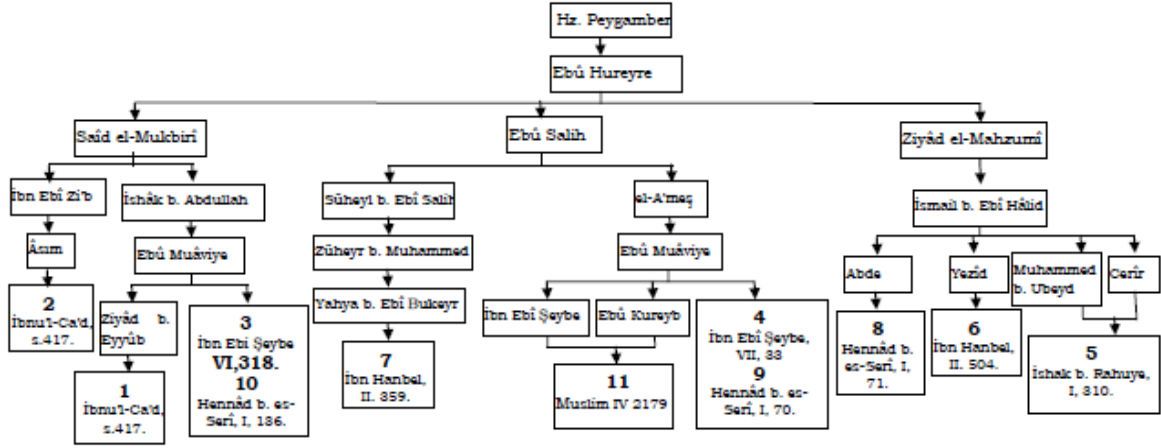 Hz. Peygamber
Ebû Hureyre
Saîd el-Mukbirî
Ebû Salih
Ziyâd el-Mahzumî
İbn Ebî Zi'b
İshâk b. Abdullah
Süheyl b. Ebî Salih
el-A'meş
İsmail b. Ebî Hâlid
Âsım
Ebû Muâviye
Züheyr b. Muhammed
Ebû Muâviye
Abde
Yezîd
Muhammed
b. Ubeyd
Cerîr
2
İbnu'l-Ca'd,
s.417.
Ziyâd b.
Eyyûb
3
İbn Ebi Şeybe
VI,318.
10
Hennâd b. es-
Serî, I, 136.
Yahya b. Ebî Bukeyr
İbn Ebî Şeybe
Ebû Kureyb
4
İbn Ebî Şeybe,
VII, 33
9
Hennâd b. es-
Serî, I, 70.
8
Hennâd b.
es-Serî, I,
71.
6
İbn Hanbel,
II. 504.
5
İshak b. Rahuye,
I, 310.
1
İbnu'l-Ca'd,
s.417.
7
İbn Hanbel,
II. 359.
11
Muslim IV 2179